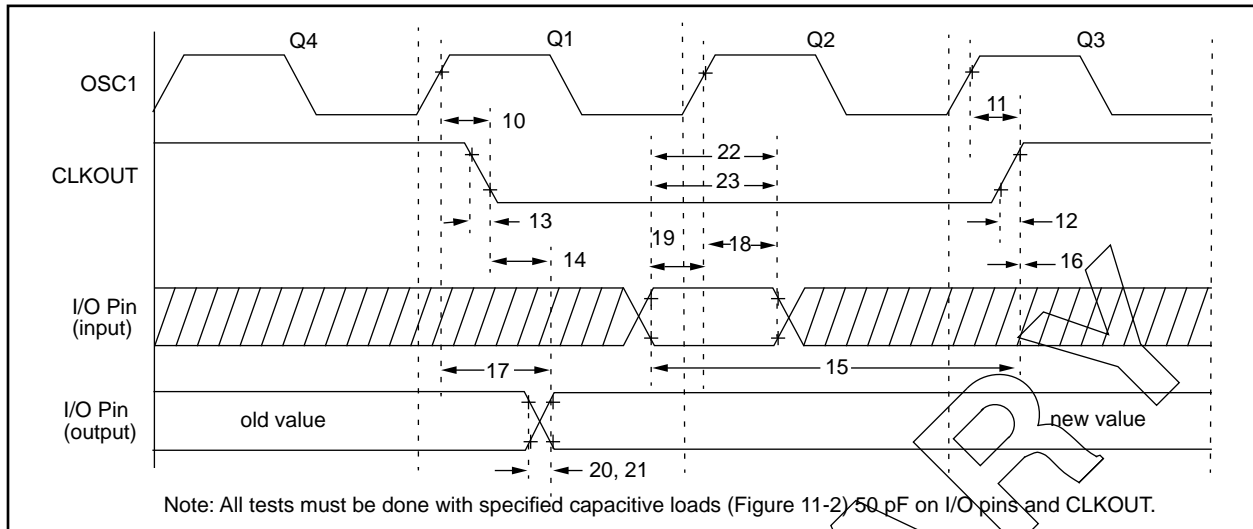 Q4 Q1 Q2 Q3
OSC1
10
11
CLKOUT
22
23
13
12
19
18
14
16
I/O Pin
(input)
17
15
I/O Pin
(output)
old value
new value
20, 21
Note: All tests must be done with specified capacitive loads (Figure 11-2) 50 pF on I/O pins and CLKOUT.
R Y